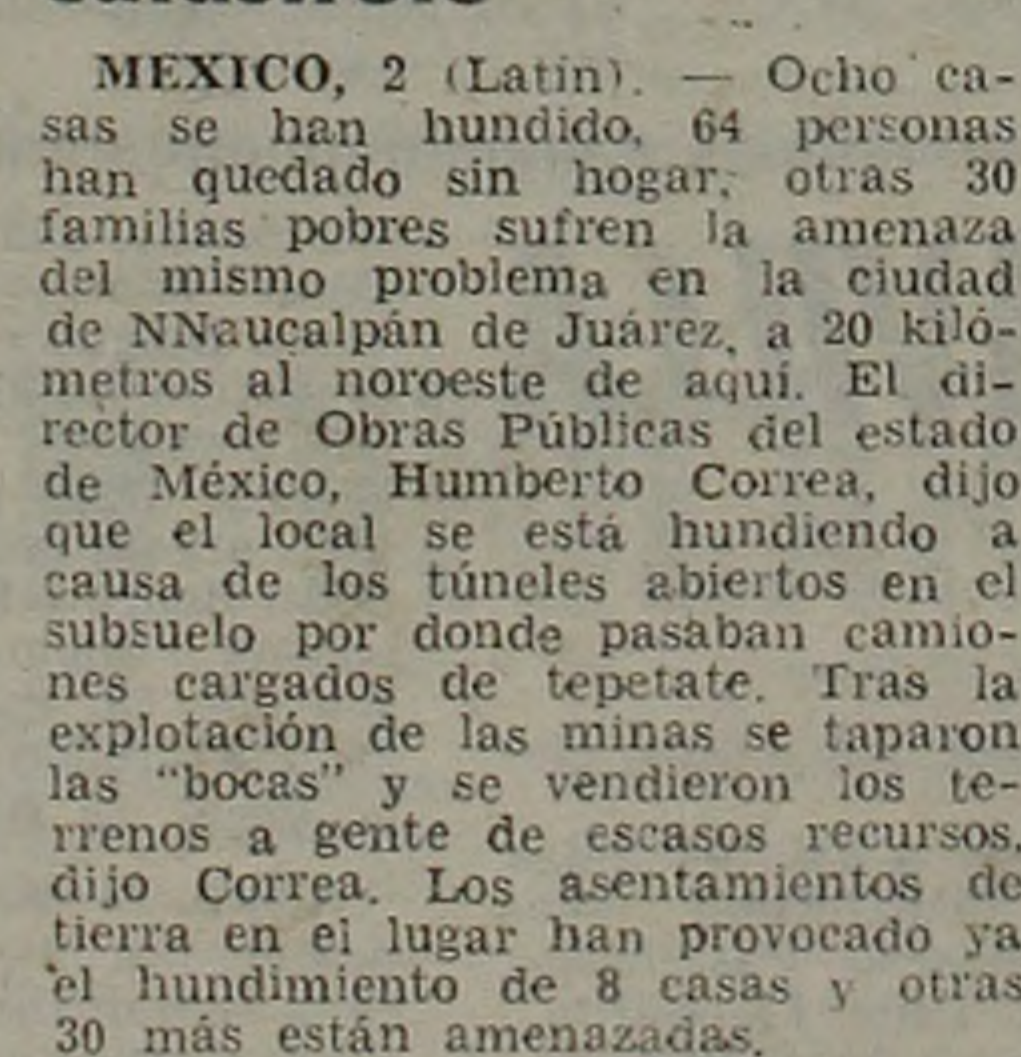 MEXICO, 2 (Latin). — Ocho ca-
sas se han hundido, 64 personas
han quedado sin hogar; otras 30
familias pobres sufren la amenaza
del mismo problema en la ciudad
de NNaucalpán de Juárez, a 20 kiló-
metros al noroeste de aquí. El di-
rector de Obras Públicas del estado
de México, Humberto Correa, dijo
que el local se está hundiendo a
causa de los túneles abiertos en el
subsuelo por donde pasaban camio-
nes cargados de tepetate. Tras la
explotación de las minas se taparon
las "bocas" y se vendieron los te-
rrenos a gente de escasos recursos,
dijo Correa. Los asentamientos de
tierra en el lugar han provocado ya
el hundimiento de 8 casas y otras
30 más están amenazadas.